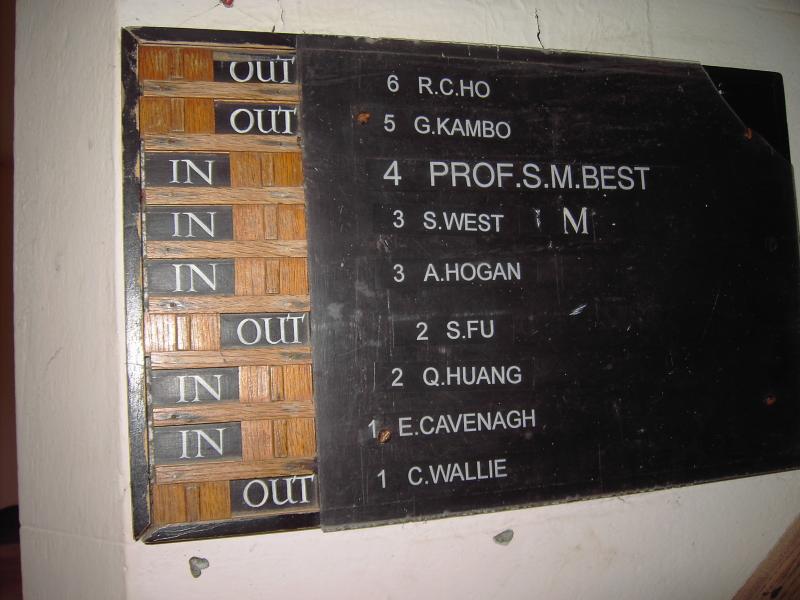 OUT 6 R.C.HO
OUT 5 G.KAMBO
IN 4 PROF.S.M.BEST
IN 3 S.WEST M
IN 3 A.HOGAN
OUT 2 S.FU
IN 2 Q.HUANG
IN 1 E.CAVENAGH
OUT 1 C.WALLIE